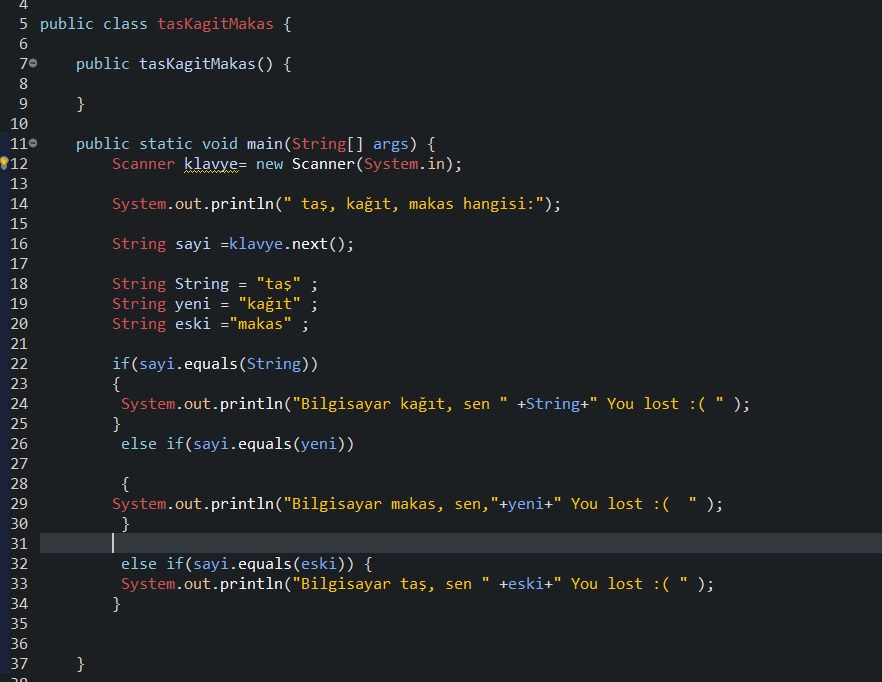 4
5 public class tasKagitMakas {
6
7 public tasKagitMakas() {
8
9 }
10
11 public static void main(String[] args) {
12 Scanner klavye= new Scanner(System.in);
13
14 System.out.println(" taş, kağıt, makas hangisi:");
15
16 String sayi =klavye.next();
17
18 String String = "taş" ;
19 String yeni = "kağıt" ;
20 String eski ="makas" ;
21
22 if(sayi.equals(String))
23 {
24 System.out.println("Bilgisayar kağıt, sen " +String+" You lost :( " );
25 }
26 else if(sayi.equals(yeni))
27
28 {
29 System.out.println("Bilgisayar makas, sen,"+yeni+" You lost :(  " );
30 }
31
32 else if(sayi.equals(eski)) {
33 System.out.println("Bilgisayar taş, sen " +eski+" You lost :( " );
34 }
35
36
37 }
38